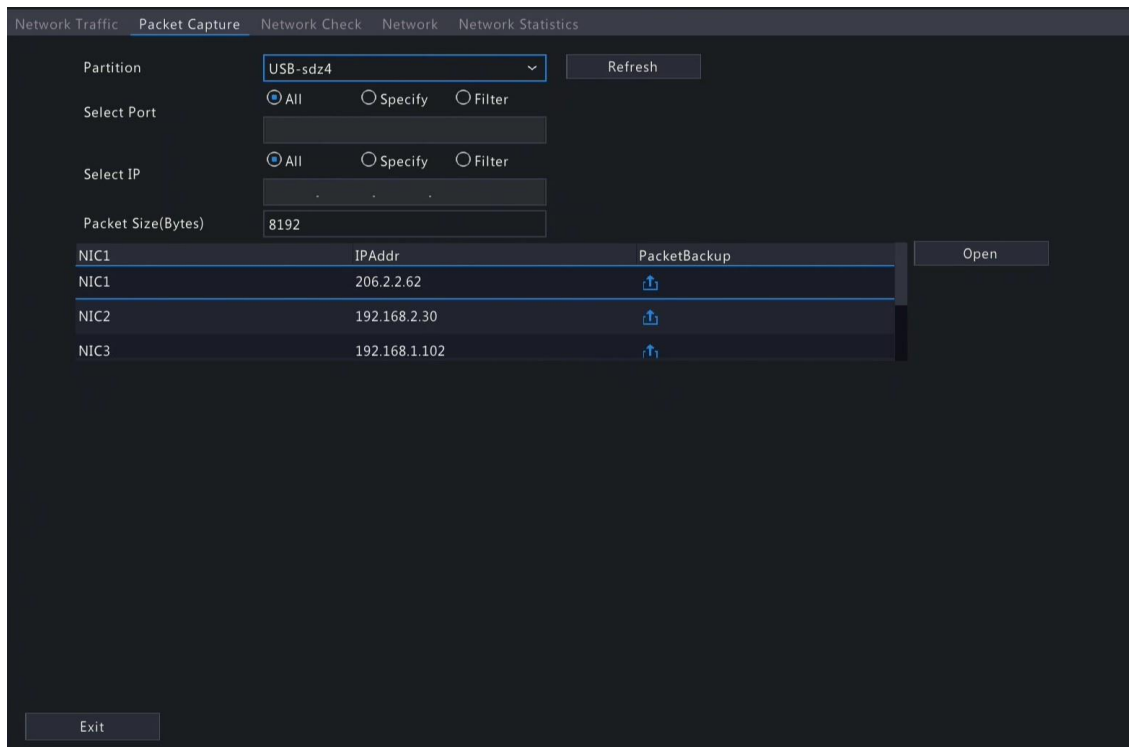 Network Traffic Packet Capture Network Check Network Network Statistics
Partition USB-sdz4 Refresh
All Specify Filter
Select Port
All Specify Filter
Select IP
. . .
Packet Size(Bytes) 8192
NIC1 IPAddr PacketBackup Open
NIC1 206.2.2.62
NIC2 192.168.2.30
NIC3 192.168.1.102
Exit